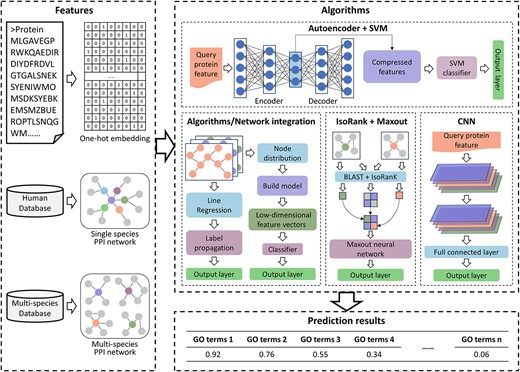 Features
>Protein
MLGAVEGP
RWKQAEDIR
DIYDFRDVL
GTGALSNEK
SYENIWMO
MSDKSYEBK
EMSMZBUE
ROPTLSNQG
WM......
One-hot embedding
Human
Database
Single species
PPI network
Multi-species
Database
Multi-species
PPI network
Algorithms
Autoencoder + SVM
Query
protein feature
Encoder
Decoder
Compressed
features
SVM
classifier
Output layer
Algorithms/Network integration
Line
Regression
Label
propagation
Output layer
Node
distribution
Build model
Low-dimensional
feature vectors
Classifier
Output layer
IsoRank + Maxout
BLAST + IsoRanK
Maxout neural
network
Output layer
CNN
Query protein
feature
Full connected layer
Output layer
Prediction results
GO terms 1 GO terms 2 GO terms 3 GO terms 4 ...... GO terms n
0.92 0.76 0.55 0.34 0.06